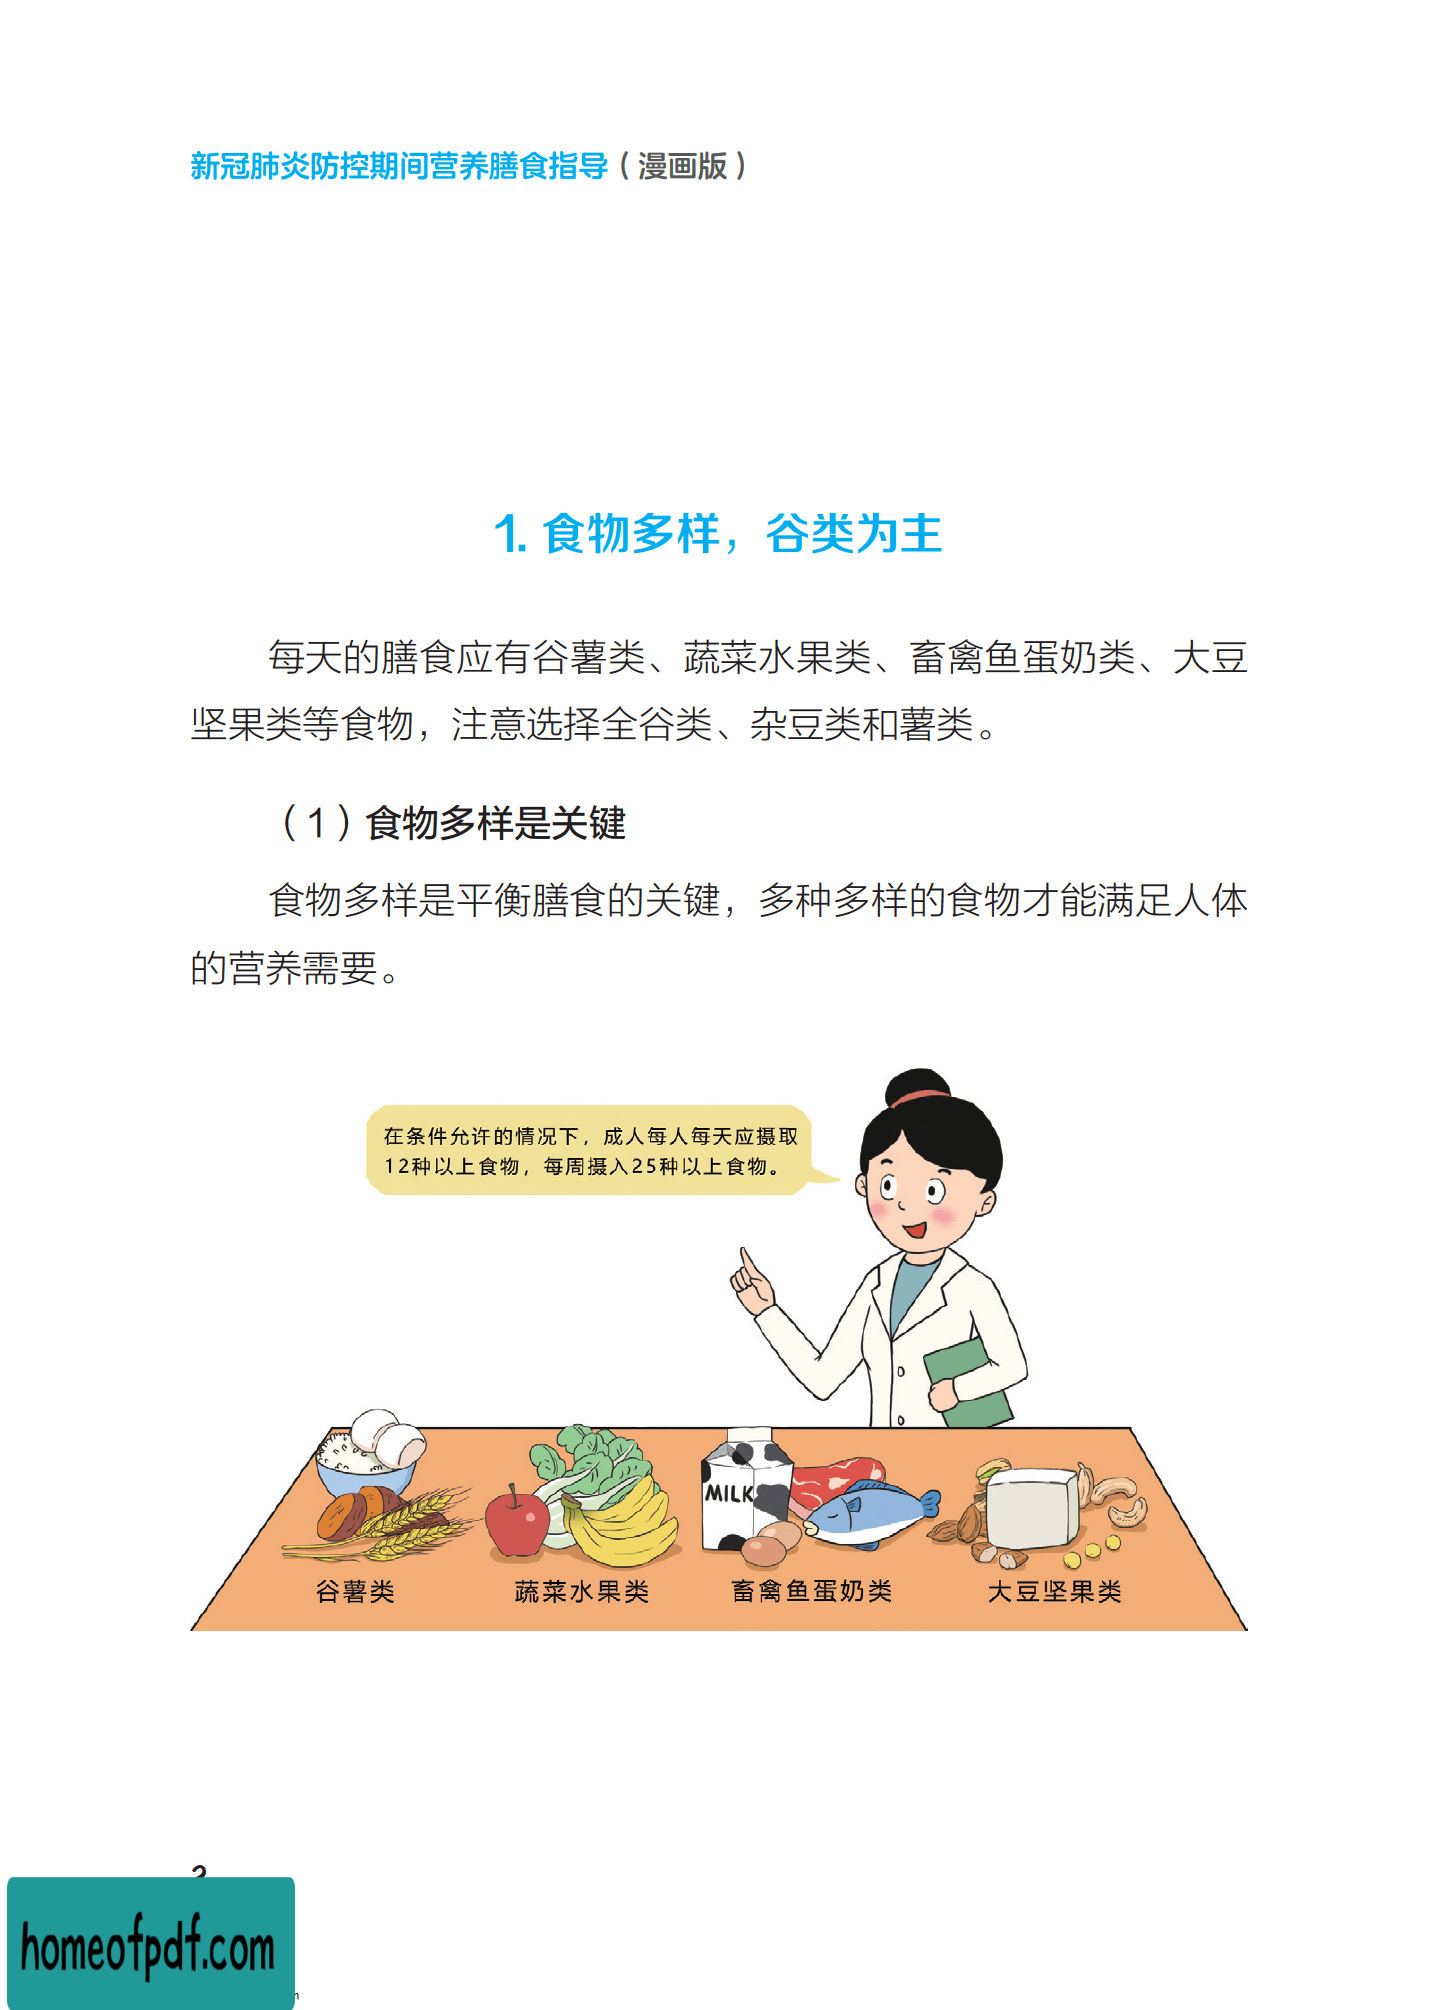 新冠肺炎防控期间营养膳食指导（漫画版）
1. 食物多样，谷类为主
每天的膳食应有谷薯类、蔬菜水果类、畜禽鱼蛋奶类、大豆
坚果类等食物，注意选择全谷类、杂豆类和薯类。
（1）食物多样是关键
食物多样是平衡膳食的关键，多种多样的食物才能满足人体
的营养需要。
在条件允许的情况下，成人每人每天应摄取
12种以上食物，每周摄入25种以上食物。
MILK
谷薯类 蔬菜水果类 畜禽鱼蛋奶类 大豆坚果类
homeofpdf.com